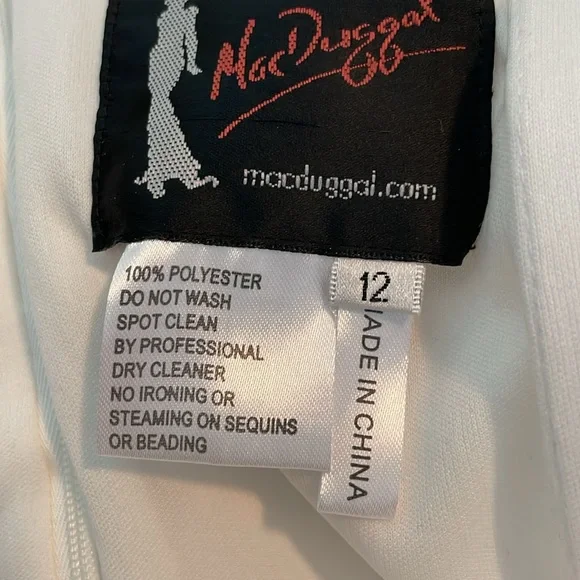 MacDuggal
macduggal.com
100% POLYESTER
DO NOT WASH
SPOT CLEAN
BY PROFESSIONAL
DRY CLEANER
NO IRONING OR
STEAMING ON SEQUINS
OR BEADING
12
MADE IN CHINA